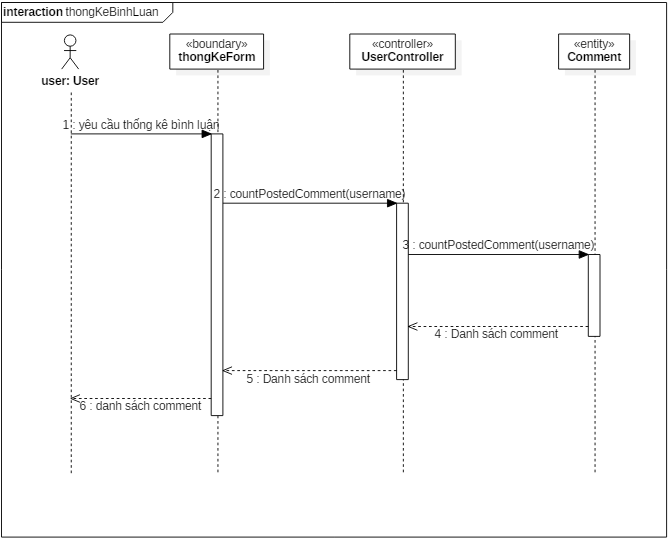 interaction thongKeBinhLuan
«boundary»
thongKeForm
«controller»
UserController
«entity»
Comment
user: User
1 : yêu cầu thống kê bình luận
2 : countPostedComment(username)
3 : countPostedComment(username)
4 : Danh sách comment
5 : Danh sách comment
6 : danh sách comment